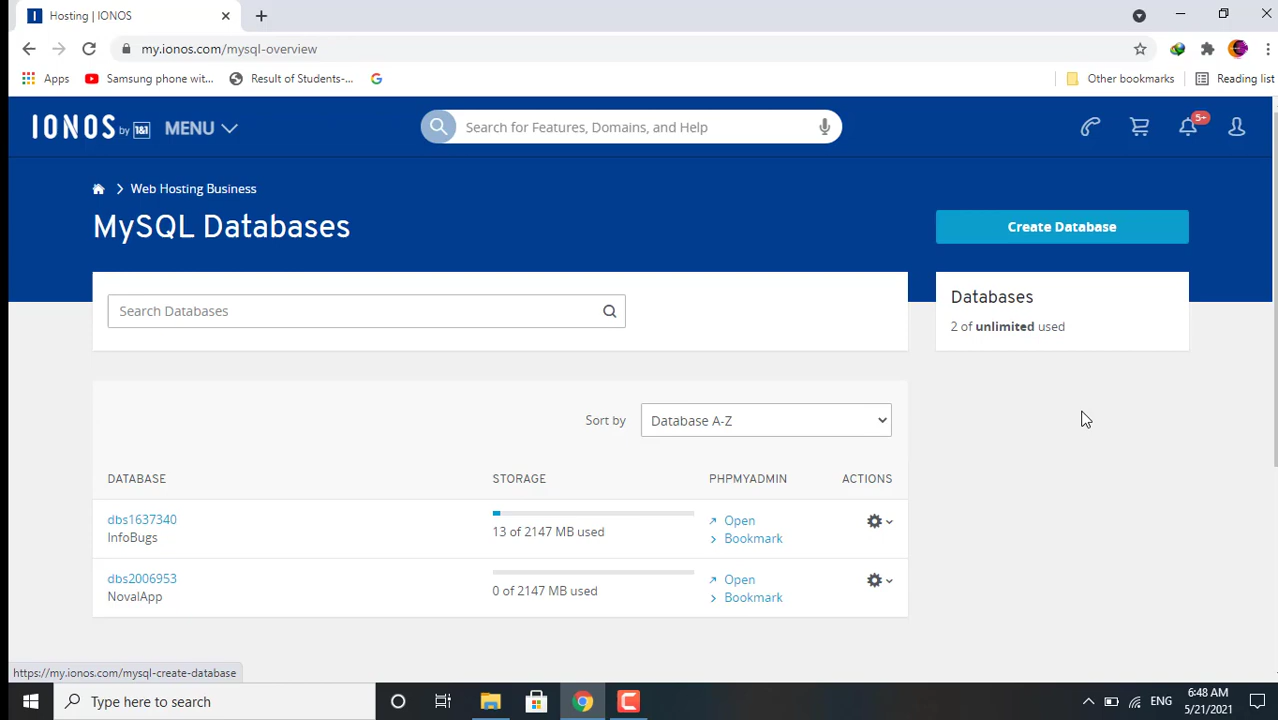 Hosting | IONOS
my.ionos.com/mysql-overview
Apps
Samsung phone wit...
Result of Students-...
Other bookmarks
Reading list
IONOS by 1&1
MENU
Search for Features, Domains, and Help
5+
Web Hosting Business
MySQL Databases
Create Database
Search Databases
Databases
2 of unlimited used
Sort by
Database A-Z
DATABASE STORAGE PHPMYADMIN ACTIONS
dbs1637340
InfoBugs
13 of 2147 MB used
Open
Bookmark
dbs2006953
NovalApp
0 of 2147 MB used
Open
Bookmark
https://my.ionos.com/mysql-create-database
Type here to search
ENG
6:48 AM
5/21/2021